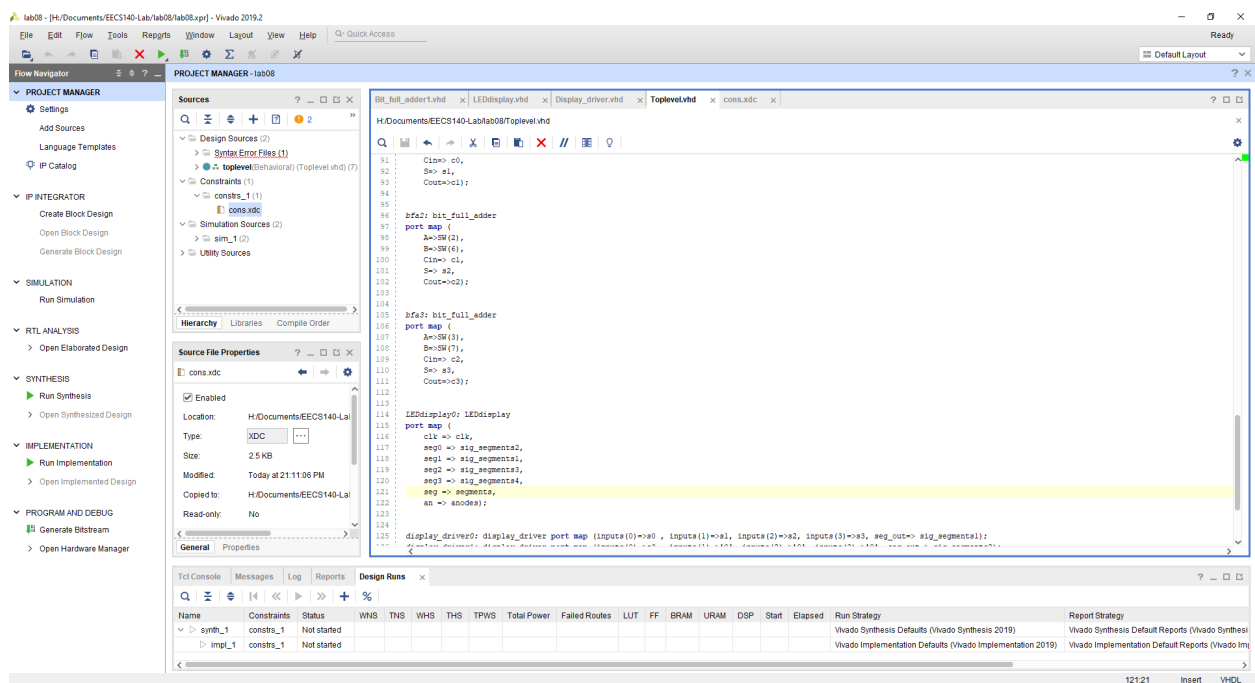 lab08 - [H:/Documents/EECS140-Lab/lab08/lab08.xpr] - Vivado 2019.2
File Edit Flow Tools Reports Window Layout View Help Quick Access
Ready
Default Layout
Flow Navigator
PROJECT MANAGER
Settings
Add Sources
Language Templates
IP Catalog
IP INTEGRATOR
Create Block Design
Open Block Design
Generate Block Design
SIMULATION
Run Simulation
RTL ANALYSIS
Open Elaborated Design
SYNTHESIS
Run Synthesis
Open Synthesized Design
IMPLEMENTATION
Run Implementation
Open Implemented Design
PROGRAM AND DEBUG
Generate Bitstream
Open Hardware Manager
PROJECT MANAGER - lab08
Sources
2
Design Sources (2)
Syntax Error Files (1)
toplevel(Behavioral) (Toplevel.vhd) (7)
Constraints (1)
constrs_1 (1)
cons.xdc
Simulation Sources (2)
sim_1 (2)
Utility Sources
Hierarchy Libraries Compile Order
Source File Properties
cons.xdc
Enabled
Location: H:/Documents/EECS140-Lal
Type: XDC
Size: 2.5 KB
Modified: Today at 21:11:06 PM
Copied to: H:/Documents/EECS140-Lal
Read-only: No
General Properties
Bit_full_adder1.vhd LEDdisplay.vhd Display_driver.vhd Toplevel.vhd cons.xdc
H:/Documents/EECS140-Lab/lab08/Toplevel.vhd
91 Cin=> c0,
92 S=> s1,
93 Cout=>c1);
94
95
96 bfa2: bit_full_adder
97 port map (
98 A=>SW(2),
99 B=>SW(6),
100 Cin=> c1,
101 S=> s2,
102 Cout=>c2);
103
104
105 bfa3: bit_full_adder
106 port map (
107 A=>SW(3),
108 B=>SW(7),
109 Cin=> c2,
110 S=> s3,
111 Cout=>c3);
112
113
114 LEDdisplay0: LEDdisplay
115 port map (
116 clk => clk,
117 seg0 => sig_segments2,
118 seg1 => sig_segments1,
119 seg2 => sig_segments3,
120 seg3 => sig_segments4,
121 seg => segments,
122 an => anodes);
123
124
125 display_driver0: display_driver port map (inputs(0)=>s0 , inputs(1)=>s1, inputs(2)=>s2, inputs(3)=>s3, seg_out=> sig_segments1);
Tcl Console Messages Log Reports Design Runs
Name Constraints Status WNS TNS WHS THS TPWS Total Power Failed Routes LUT FF BRAM URAM DSP Start Elapsed Run Strategy Report Strategy
synth_1 constrs_1 Not started Vivado Synthesis Defaults (Vivado Synthesis 2019) Vivado Synthesis Default Reports (Vivado Synthesi
impl_1 constrs_1 Not started Vivado Implementation Defaults (Vivado Implementation 2019) Vivado Implementation Default Reports (Vivado Imp
121:21 Insert VHDL